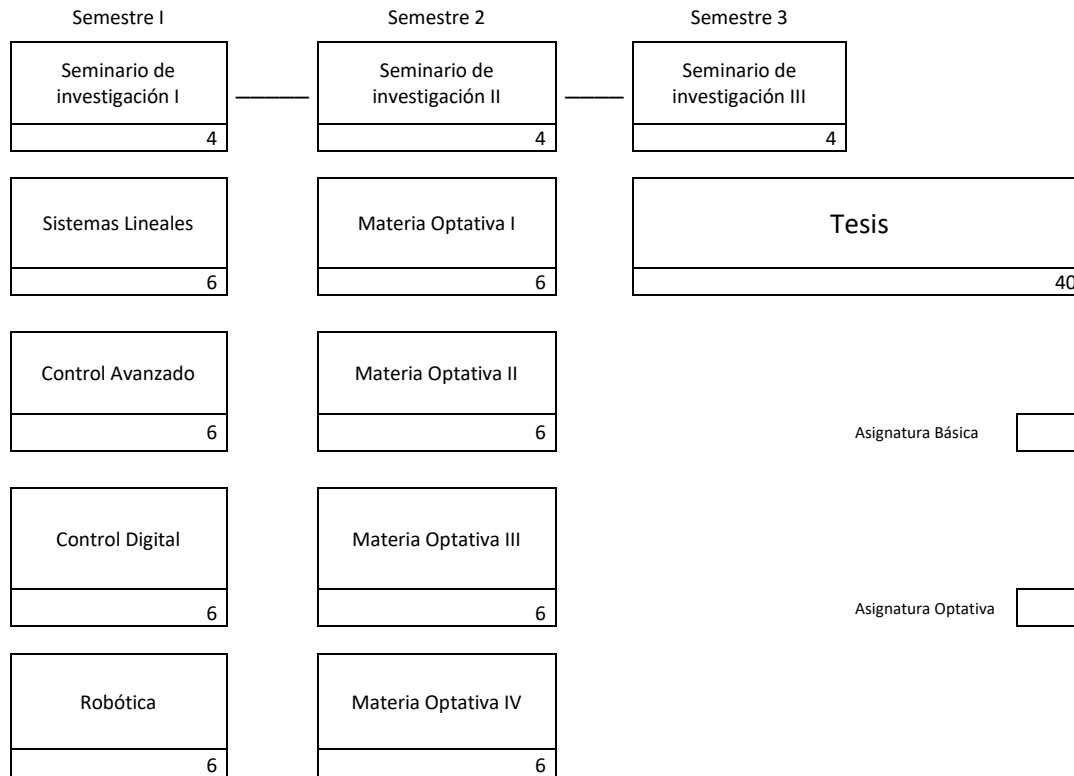 Semestre I
Semestre 2
Semestre 3
Seminario de
investigación I
4
Seminario de
investigación II
4
Seminario de
investigación III
4
Sistemas Lineales
6
Materia Optativa I
6
Tesis
40
Control Avanzado
6
Materia Optativa II
6
Asignatura Básica
Control Digital
6
Materia Optativa III
6
Asignatura Optativa
Robótica
6
Materia Optativa IV
6